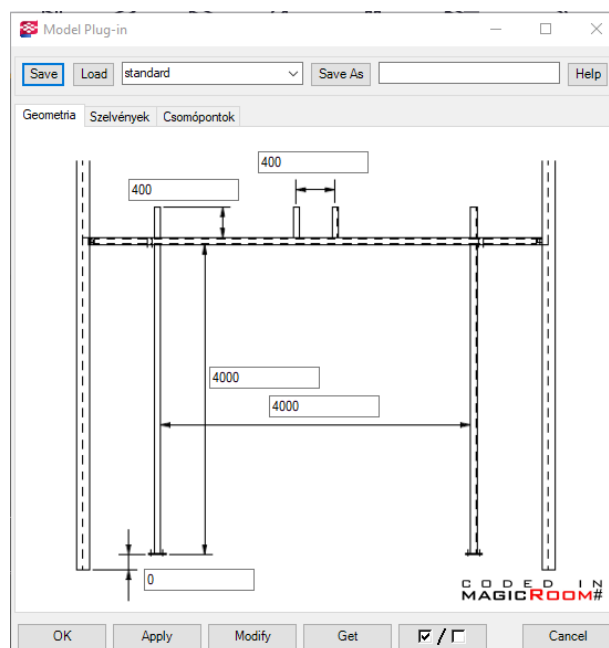 Model Plug-in
Save Load standard Save As Help
Geometria Szelvények Csomópontok
400
400
4000
4000
0
CODED IN
MAGICROOM#
OK Apply Modify Get / Cancel